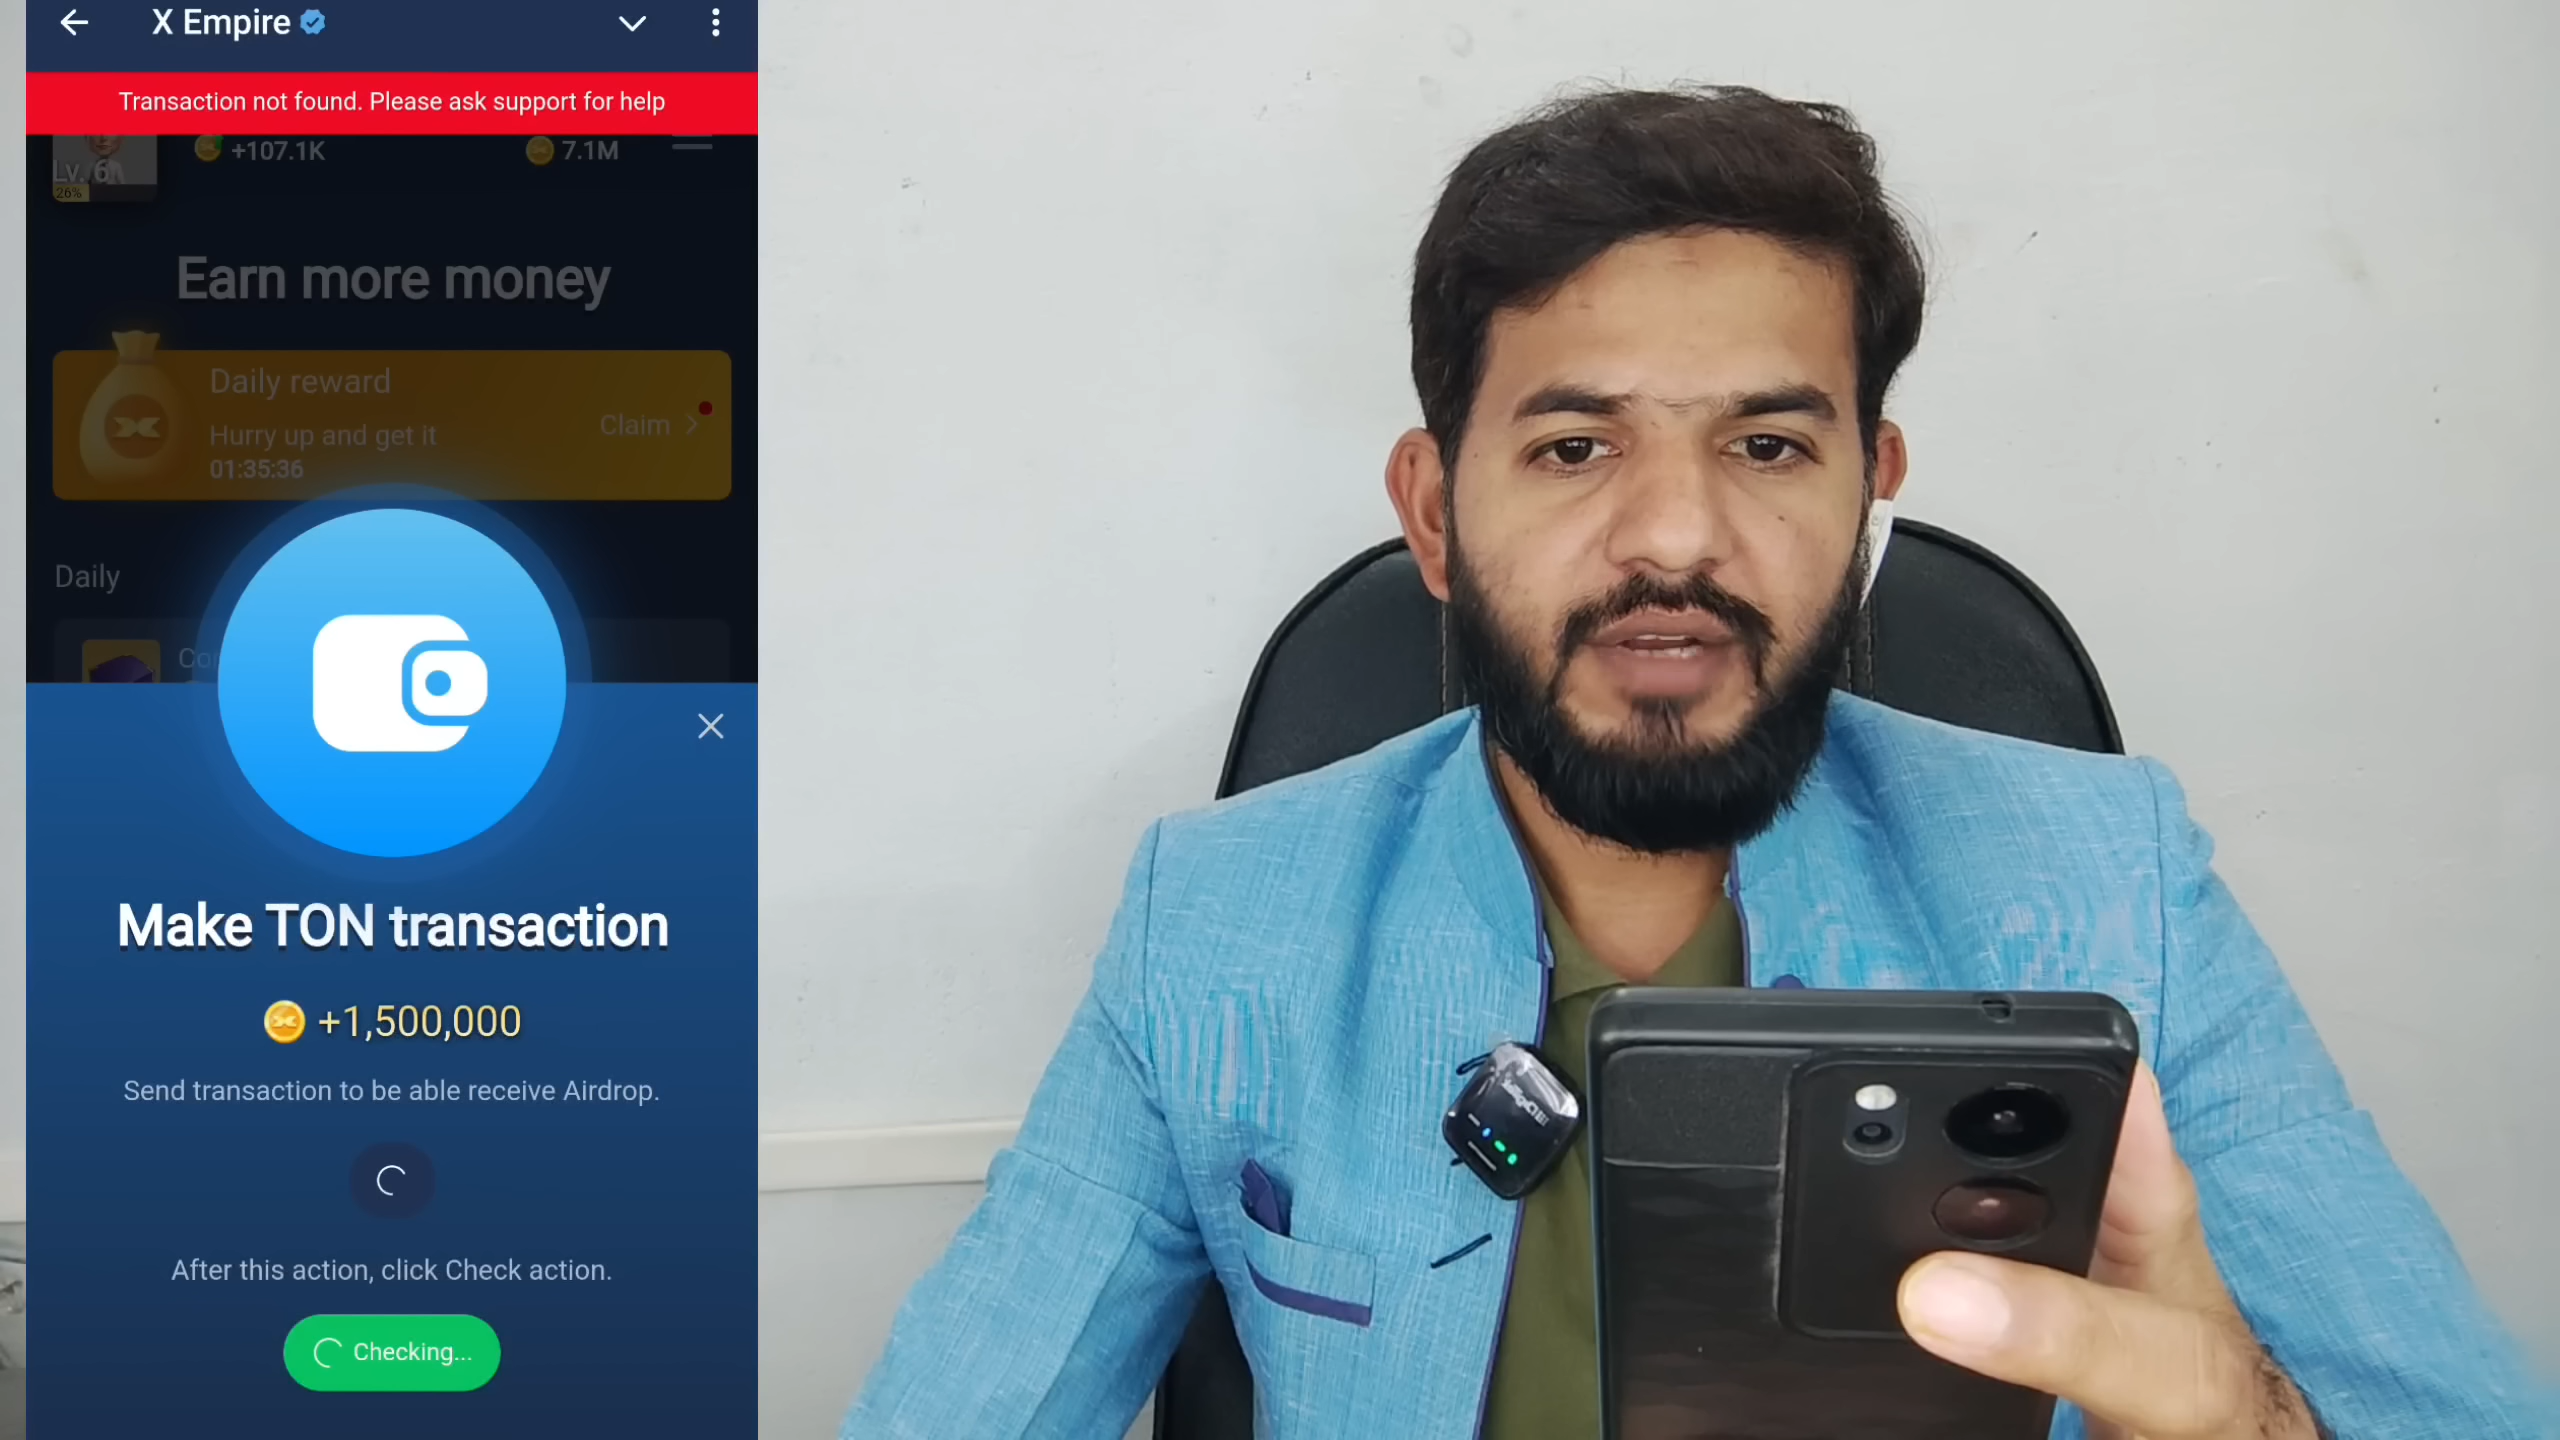 X Empire
Transaction not found. Please ask support for help
+107.1K
7.1M
Lv. 6
26%
Earn more money
Daily reward
Hurry up and get it
Claim
01:35:36
Daily
Make TON transaction
+1,500,000
Send transaction to be able receive Airdrop.
After this action, click Check action.
Checking...